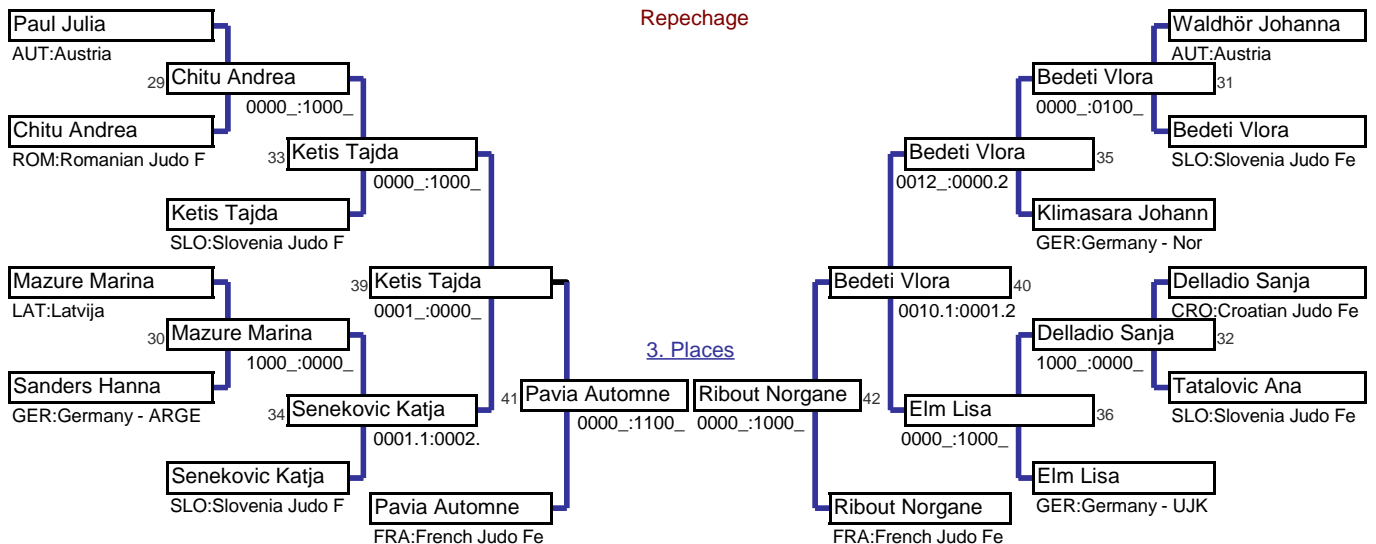 Repechage
Paul Julia
AUT:Austria
29 Chitu Andrea
0000_:1000_
Chitu Andrea
ROM:Romanian Judo F
33 Ketis Tajda
0000_:1000_
Ketis Tajda
SLO:Slovenia Judo F
Mazure Marina
LAT:Latvija
39 Ketis Tajda
0001_:0000_
30 Mazure Marina
1000_:0000_
Sanders Hanna
GER:Germany - ARGE
34 Senekovic Katja
0001.1:0002.
Senekovic Katja
SLO:Slovenia Judo F
3. Places
41 Pavia Automne
0000_:1100_
Pavia Automne
FRA:French Judo Fe
Waldhör Johanna
AUT:Austria
Bedeti Vlora 31
0000_:0100_
Bedeti Vlora
SLO:Slovenia Judo Fe
Bedeti Vlora 35
0012_:0000.2
Klimasara Johann
GER:Germany - Nor
Bedeti Vlora 40
0010.1:0001.2
Delladio Sanja
CRO:Croatian Judo Fe
Delladio Sanja 32
1000_:0000_
Tatalovic Ana
SLO:Slovenia Judo Fe
Ribout Norgane 42
0000_:1000_
Elm Lisa 36
0000_:1000_
Elm Lisa
GER:Germany - UJK
Ribout Norgane
FRA:French Judo Fe